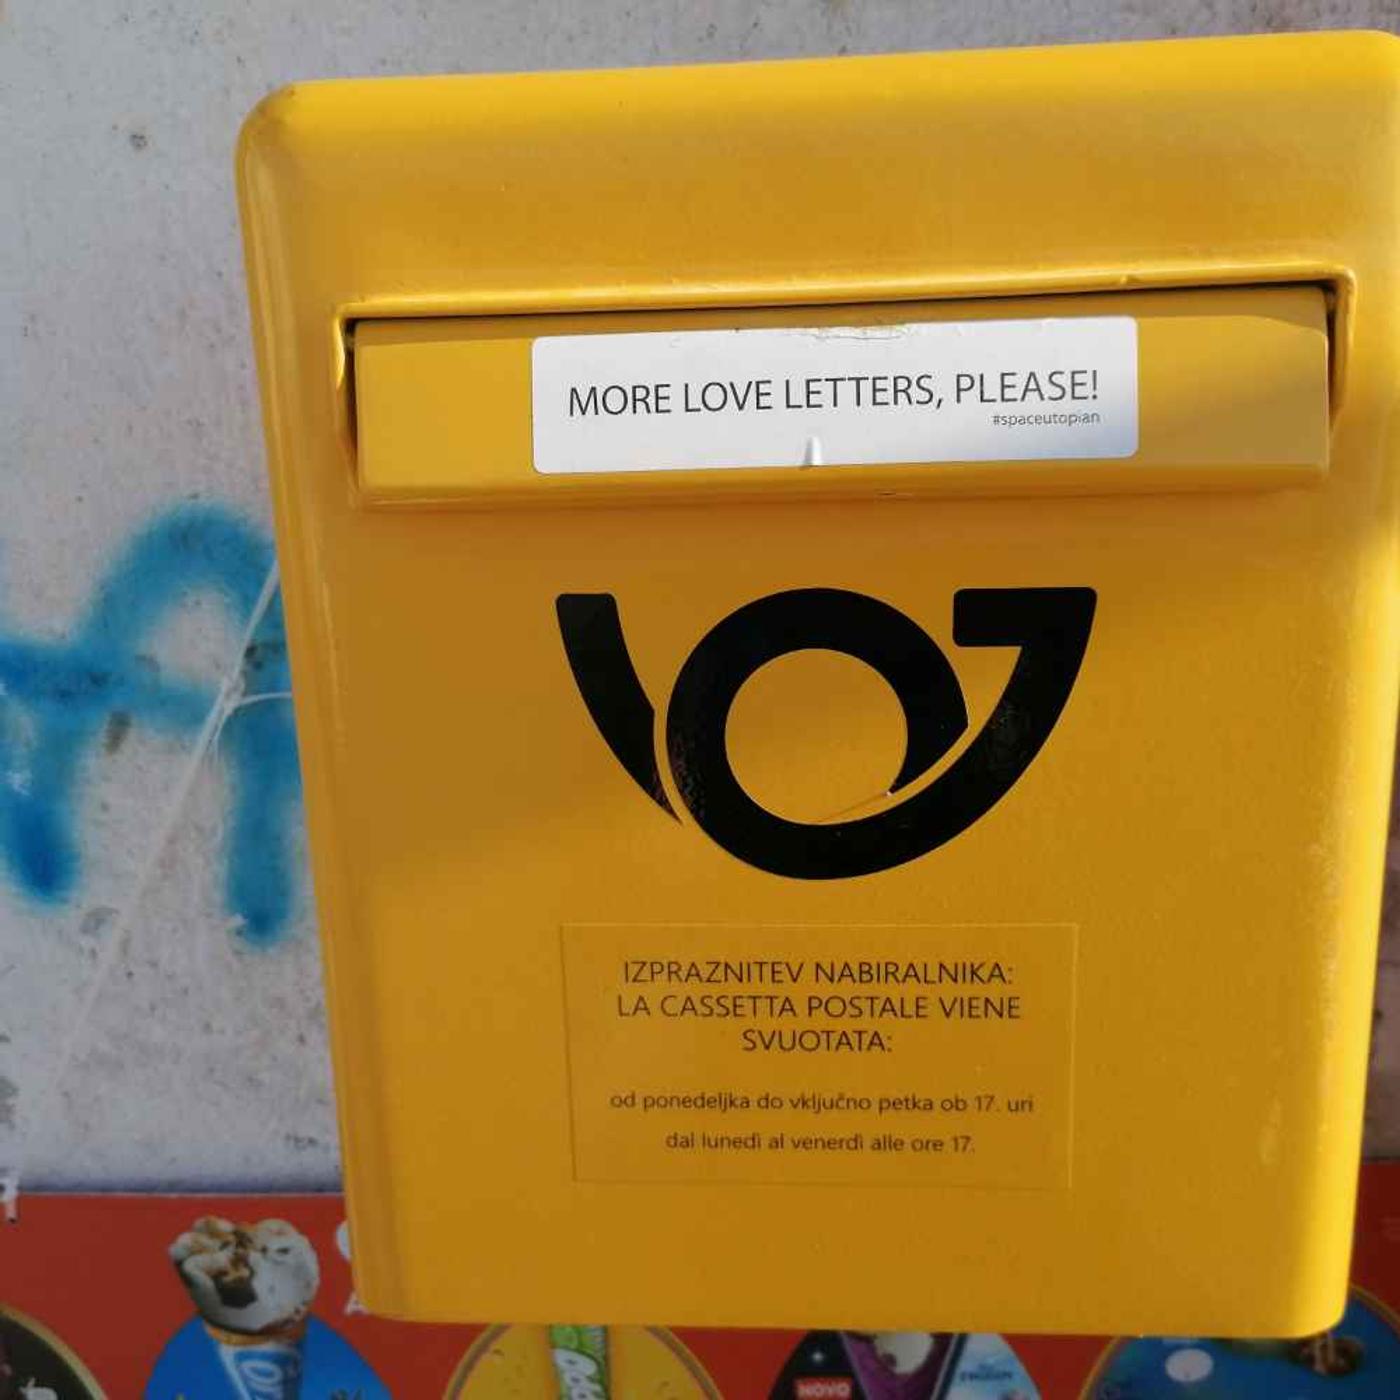 MORE LOVE LETTERS, PLEASE!
#spaceutopian
IZPRAZNITEV NABIRALNIKA:
LA CASSETTA POSTALE VIENE
SVUOTATA:
od ponedeljka do vključno petka ob 17. uri
dal lunedì al venerdì alle ore 17.
NOVO
FROZEN